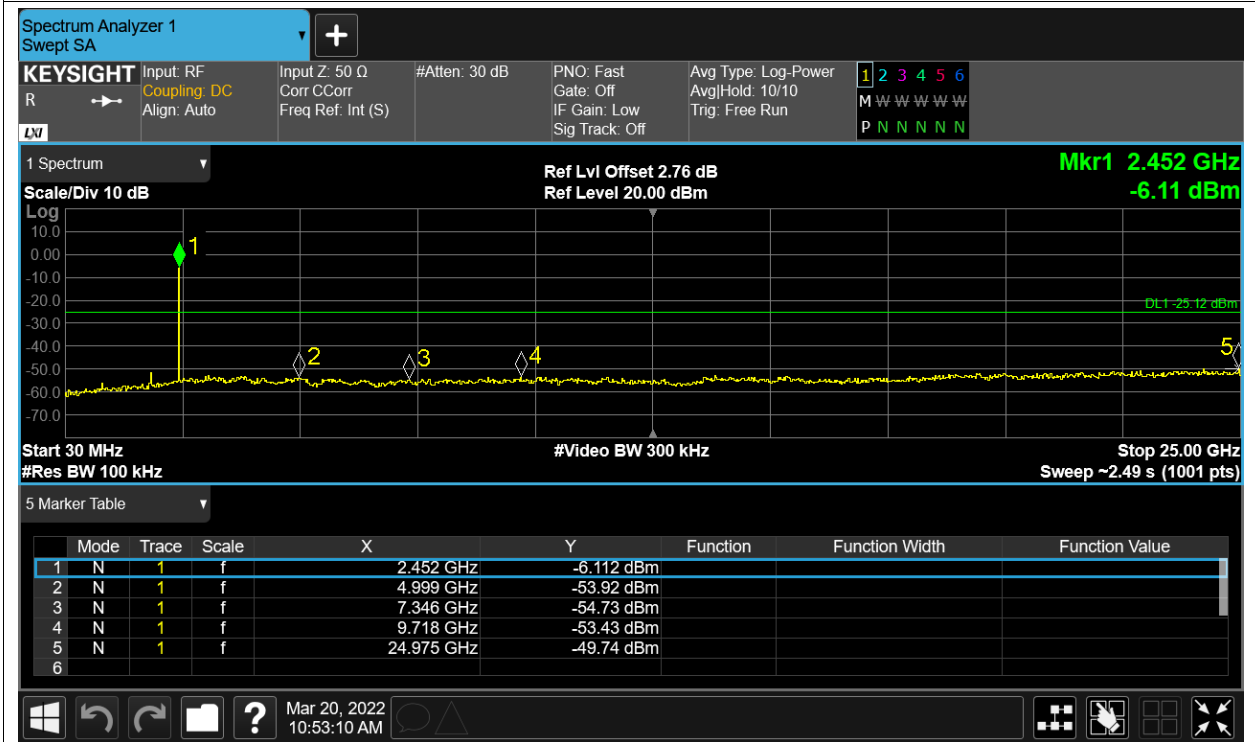 Spectrum Analyzer 1
Swept SA
KEYSIGHT Input: RF Input Z: 50 Ω #Atten: 30 dB PNO: Fast Avg Type: Log-Power 1 2 3 4 5 6
R Coupling: DC Corr CCorr Gate: Off Avg|Hold: 10/10 M W W W W W
Align: Auto Freq Ref: Int (S) IF Gain: Low Trig: Free Run
LXI Sig Track: Off P N N N N N
1 Spectrum Ref Lvl Offset 2.76 dB Mkr1 2.452 GHz
Scale/Div 10 dB Ref Level 20.00 dBm -6.11 dBm
Log
10.0
1
0.00
-10.0
-20.0
DL1 -25.12 dBm
-30.0
-40.0
2 3 4 5
-50.0
-60.0
-70.0
Start 30 MHz #Video BW 300 kHz Stop 25.00 GHz
#Res BW 100 kHz Sweep ~2.49 s (1001 pts)
5 Marker Table
Mode Trace Scale X Y Function Function Width Function Value
1 N 1 f 2.452 GHz -6.112 dBm
2 N 1 f 4.999 GHz -53.92 dBm
3 N 1 f 7.346 GHz -54.73 dBm
4 N 1 f 9.718 GHz -53.43 dBm
5 N 1 f 24.975 GHz -49.74 dBm
6
? Mar 20, 2022
10:53:10 AM